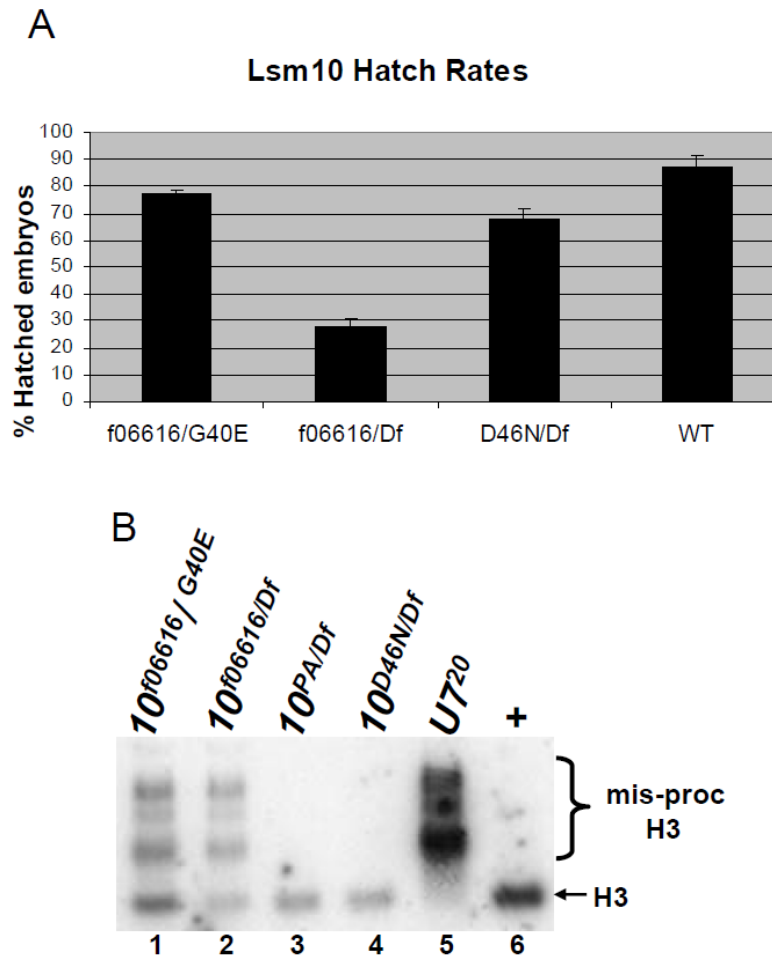 A
Lsm10 Hatch Rates
% Hatched embryos
100
90
80
70
60
50
40
30
20
10
0
f06616/G40E
f06616/Df
D46N/Df
WT
B
10f06616/G40E
10f06616/Df
10PA/Df
10D46N/Df
U720
+
mis-proc
H3
H3
1 2 3 4 5 6